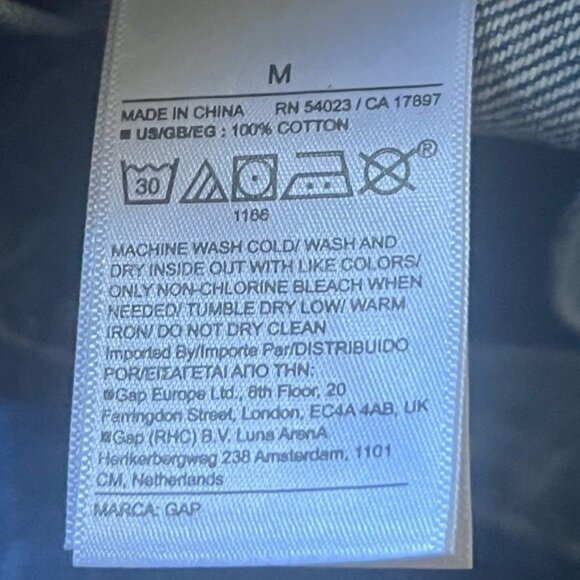 M
MADE IN CHINA RN 54023 / CA 17897
US/GB/EG : 100% COTTON
30 ®
1166
MACHINE WASH COLD/ WASH AND
DRY INSIDE OUT WITH LIKE COLORS/
ONLY NON-CHLORINE BLEACH WHEN
NEEDED/ TUMBLE DRY LOW/ WARM
IRON/ DO NOT DRY CLEAN
Imported By/Importe Par/DISTRIBUIDO
POR/ΕΙΣΑΓΕΤΑΙ ΑΠΟ ΤΗΝ:
Gap Europe Ltd., 8th Floor, 20
Farringdon Street, London, EC4A 4AB, UK
Gap (RHC) B.V. Luna ArenA
Herikerbergweg 238 Amsterdam, 1101
CM, Netherlands
MARCA: GAP